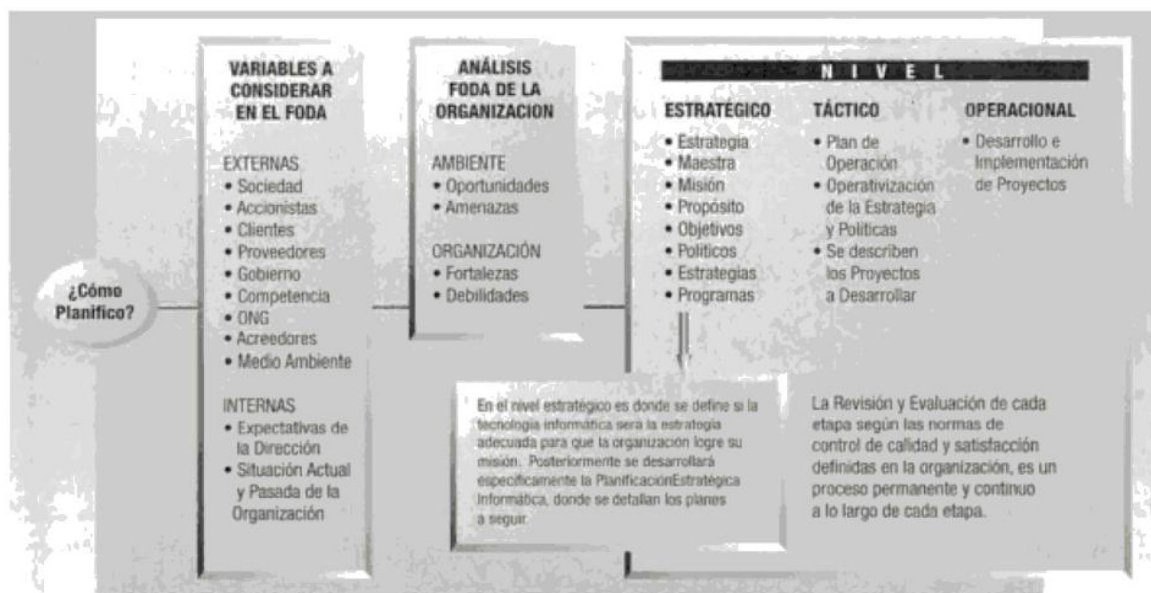 ¿Cómo
Planifico?
VARIABLES A
CONSIDERAR
EN EL FODA
EXTERNAS
• Sociedad
• Accionistas
• Clientes
• Proveedores
• Gobierno
• Competencia
• ONG
• Acreedores
• Medio Ambiente
INTERNAS
• Expectativas de
la Dirección
• Situación Actual
y Pasada de la
Organización
ANÁLISIS
FODA DE LA
ORGANIZACION
AMBIENTE
• Oportunidades
• Amenazas
ORGANIZACIÓN
• Fortalezas
• Debilidades
NIVEL
ESTRATÉGICO
• Estrategia
• Maestra
• Misión
• Propósito
• Objetivos
• Políticos
• Estrategias
• Programas
TÁCTICO
• Plan de
Operación
• Operativización
de la Estrategia
y Políticas
• Se describen
los Proyectos
a Desarrollar
OPERACIONAL
• Desarrollo e
Implementación
de Proyectos
En el nivel estratégico es donde se define si la
tecnología informática será la estrategia
adecuada para que la organización logre su
misión. Posteriormente se desarrollará
específicamente la PlanificaciónEstratégica
Informática, donde se detallan los planes
a seguir.
La Revisión y Evaluación de cada
etapa según las normas de
control de calidad y satisfacción
definidas en la organización, es un
proceso permanente y continuo
a lo largo de cada etapa.